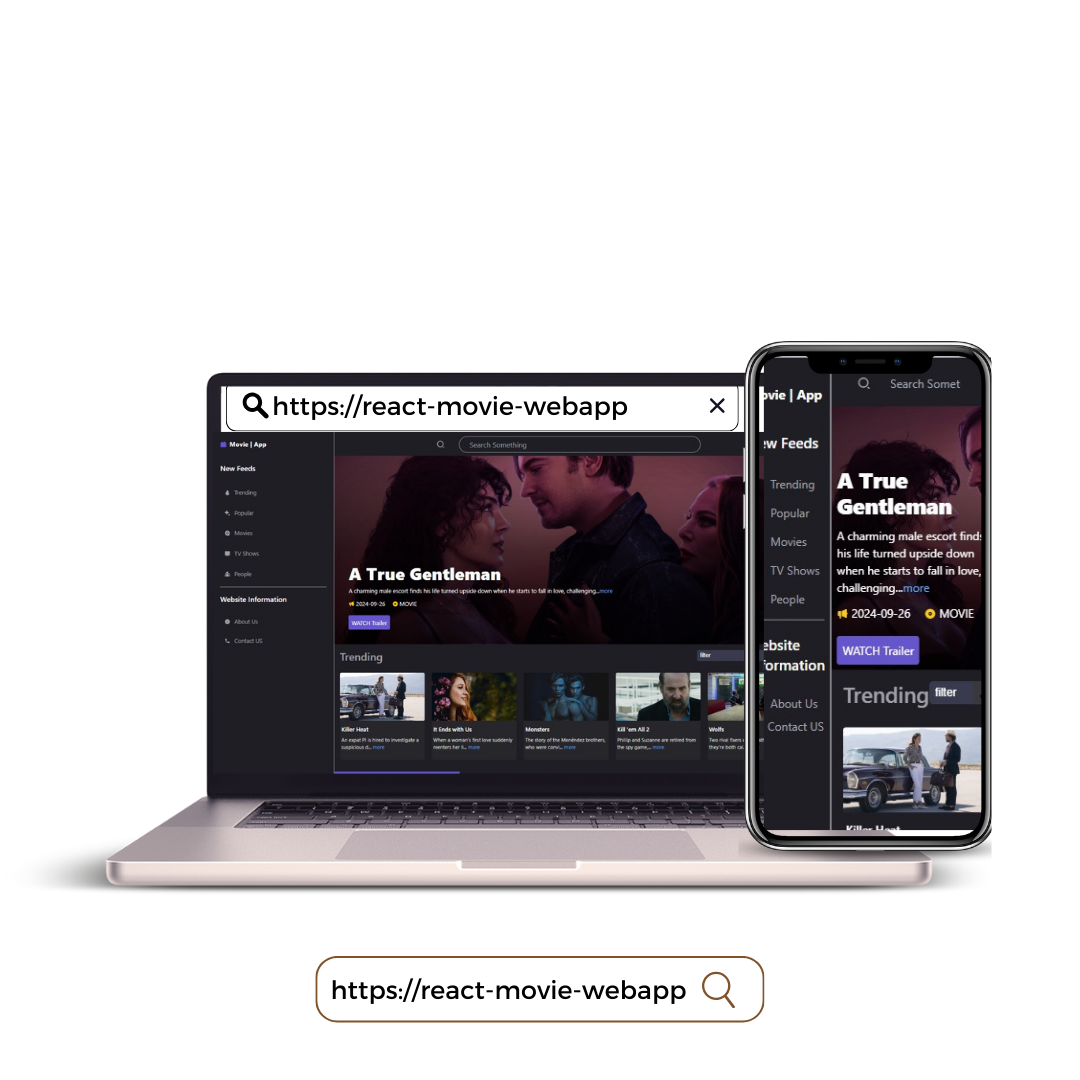 https://react-movie-webapp
Movie | App
Search Something
New Feeds
Trending
Popular
Movies
TV Shows
People
Website Information
About Us
Contact US
A True Gentleman
A charming male escort finds his life turned upside down when he starts to fall in love, challenging...more
2024-09-26 MOVIE
WATCH Trailer
Trending
filter
Killer Heat
An expat PI is hired to investigate a
suspicious d... more
It Ends with Us
When a woman's first love suddenly
reenters her li... more
Monsters
The story of the Menéndez brothers,
who were convi... more
Kill 'em All 2
Philip and Suzanne are retired from
the spy game,... more
Wolfs
Two rival fixers
they're both cal
ovie | App
Search Somet
ew Feeds
Trending
Popular
Movies
TV Shows
People
ebsite
formation
About Us
Contact US
A True
Gentleman
A charming male escort finds
his life turned upside down
when he starts to fall in love,
challenging...more
2024-09-26 MOVIE
WATCH Trailer
Trending
filter
Killer Heat
https://react-movie-webapp